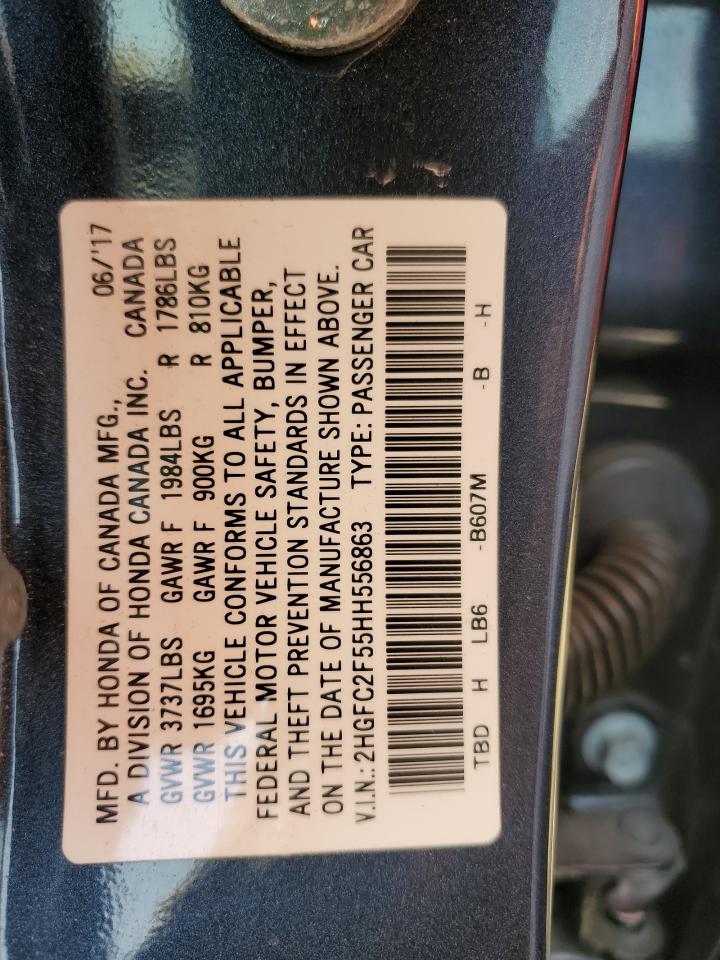 MFD. BY HONDA OF CANADA MFG., 06/'17
A DIVISION OF HONDA CANADA INC. CANADA
GVWR 3737LBS GAWR F 1984LBS R 1786LBS
GVWR 1695KG GAWR F 900KG R 810KG
THIS VEHICLE CONFORMS TO ALL APPLICABLE
FEDERAL MOTOR VEHICLE SAFETY, BUMPER,
AND THEFT PREVENTION STANDARDS IN EFFECT
ON THE DATE OF MANUFACTURE SHOWN ABOVE.
V.I.N.: 2HGFC2F55HH556863 TYPE: PASSENGER CAR
TBD H LB6 -B607M -B -H